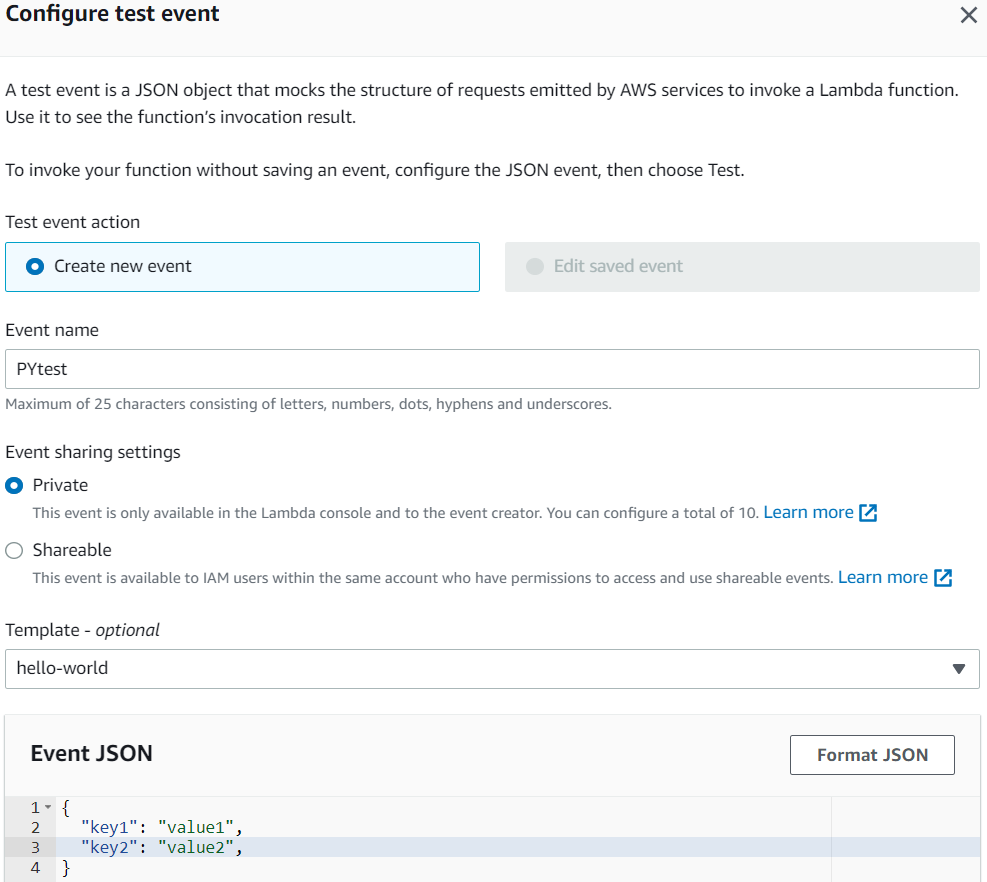 Configure test event
A test event is a JSON object that mocks the structure of requests emitted by AWS services to invoke a Lambda function.
Use it to see the function’s invocation result.
To invoke your function without saving an event, configure the JSON event, then choose Test.
Test event action
Create new event
Edit saved event
Event name
PYtest
Maximum of 25 characters consisting of letters, numbers, dots, hyphens and underscores.
Event sharing settings
Private
This event is only available in the Lambda console and to the event creator. You can configure a total of 10. Learn more
Shareable
This event is available to IAM users within the same account who have permissions to access and use shareable events. Learn more
Template - optional
hello-world
Event JSON
Format JSON
1 {
2 "key1": "value1",
3 "key2": "value2",
4 }